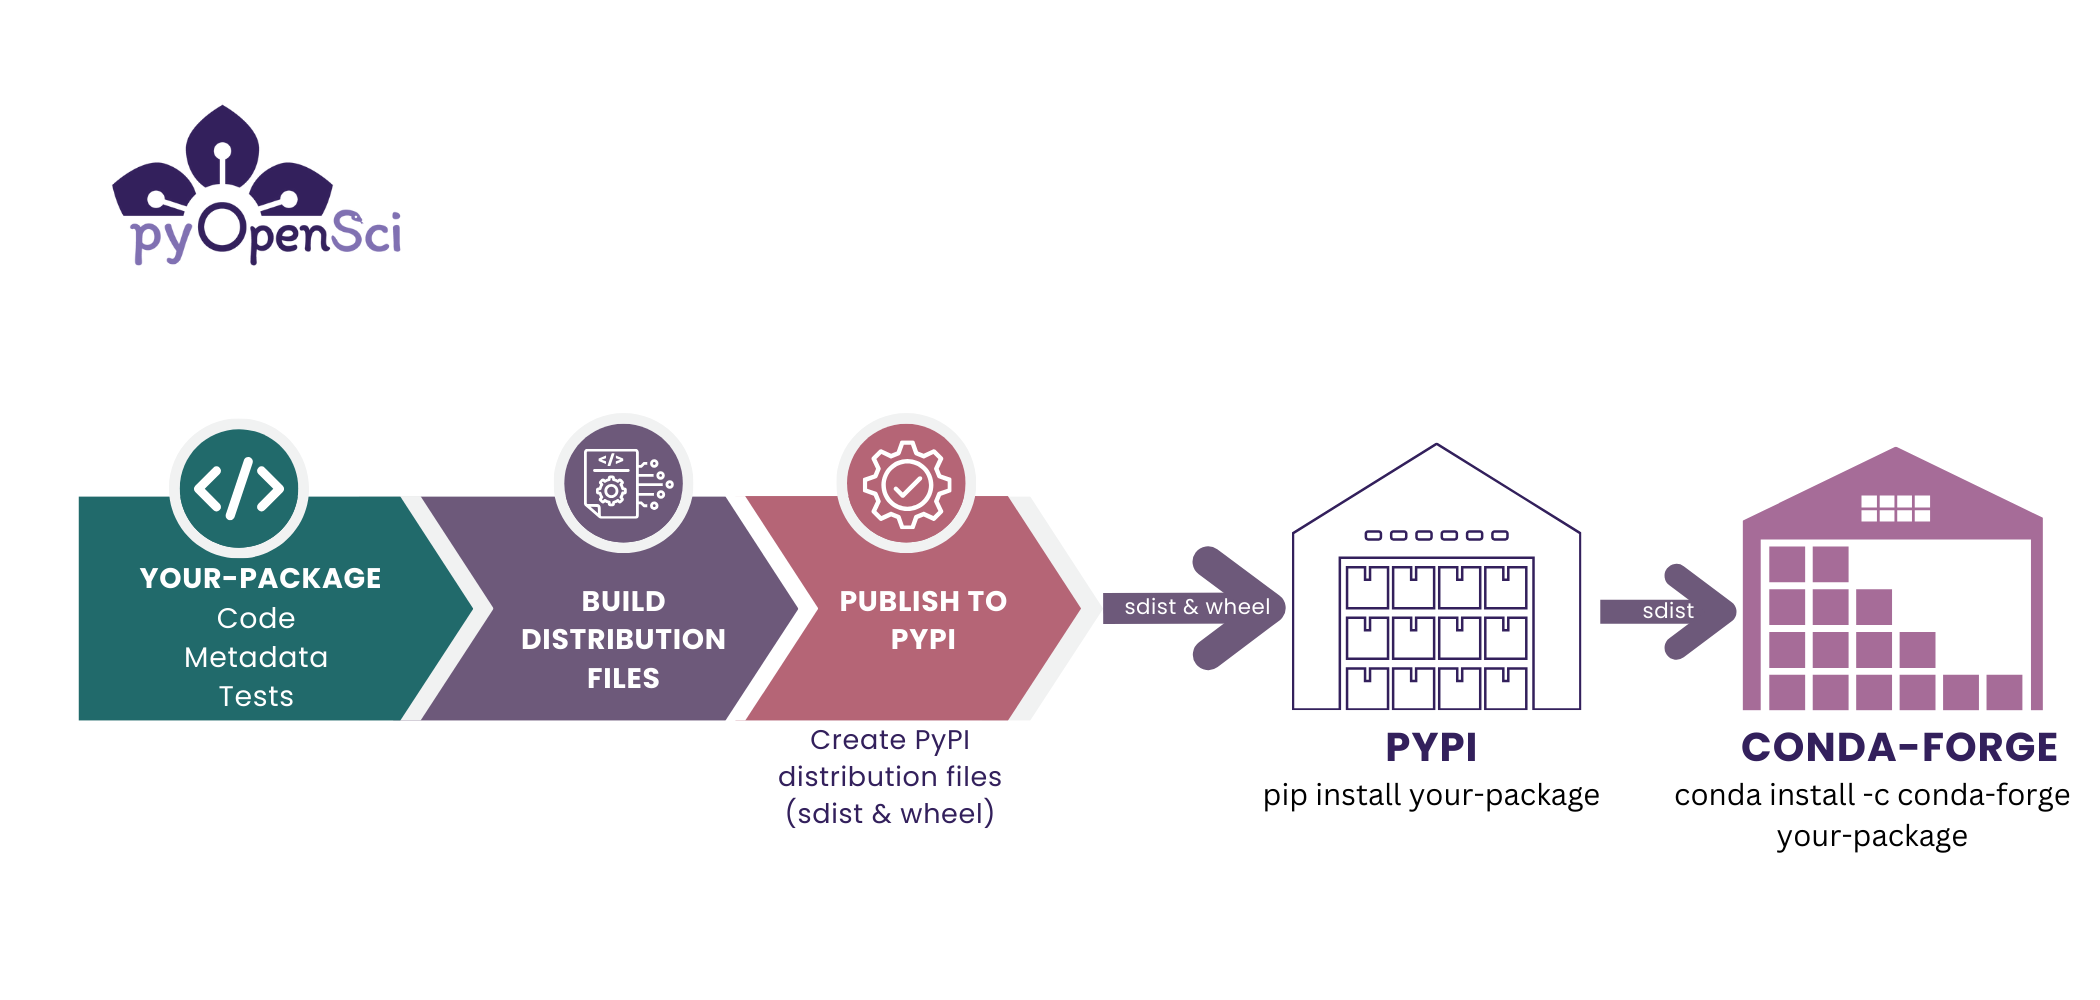 pyOpenSci
</>
YOUR-PACKAGE
Code
Metadata
Tests
</>
BUILD
DISTRIBUTION
FILES
PUBLISH TO
PYPI
Create PyPI
distribution files
(sdist & wheel)
sdist & wheel
PYPI
pip install your-package
sdist
CONDA-FORGE
conda install -c conda-forge
your-package